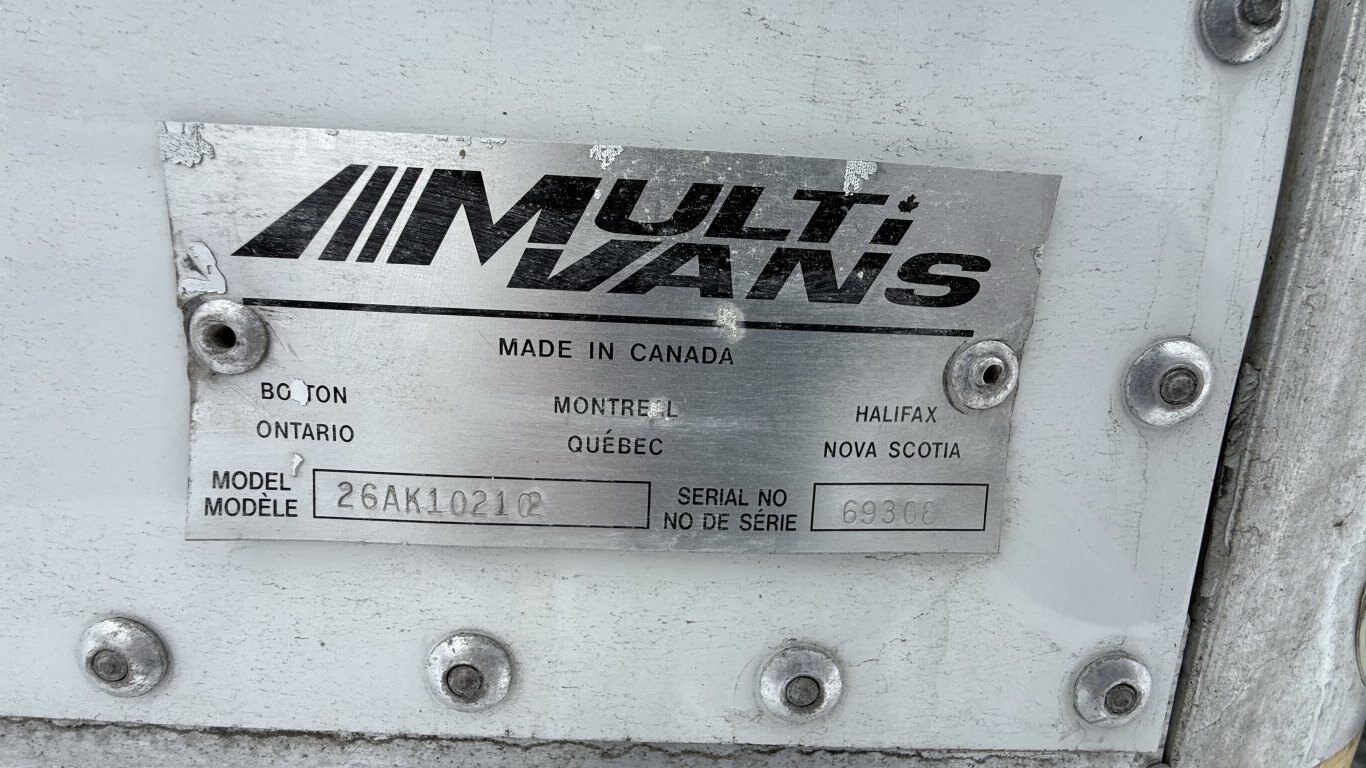 MULTi
VANS
MADE IN CANADA
BOLTON
ONTARIO
MONTREAL
QUÉBEC
HALIFAX
NOVA SCOTIA
MODEL
MODÈLE
26AK102102
SERIAL NO
NO DE SÉRIE
69308